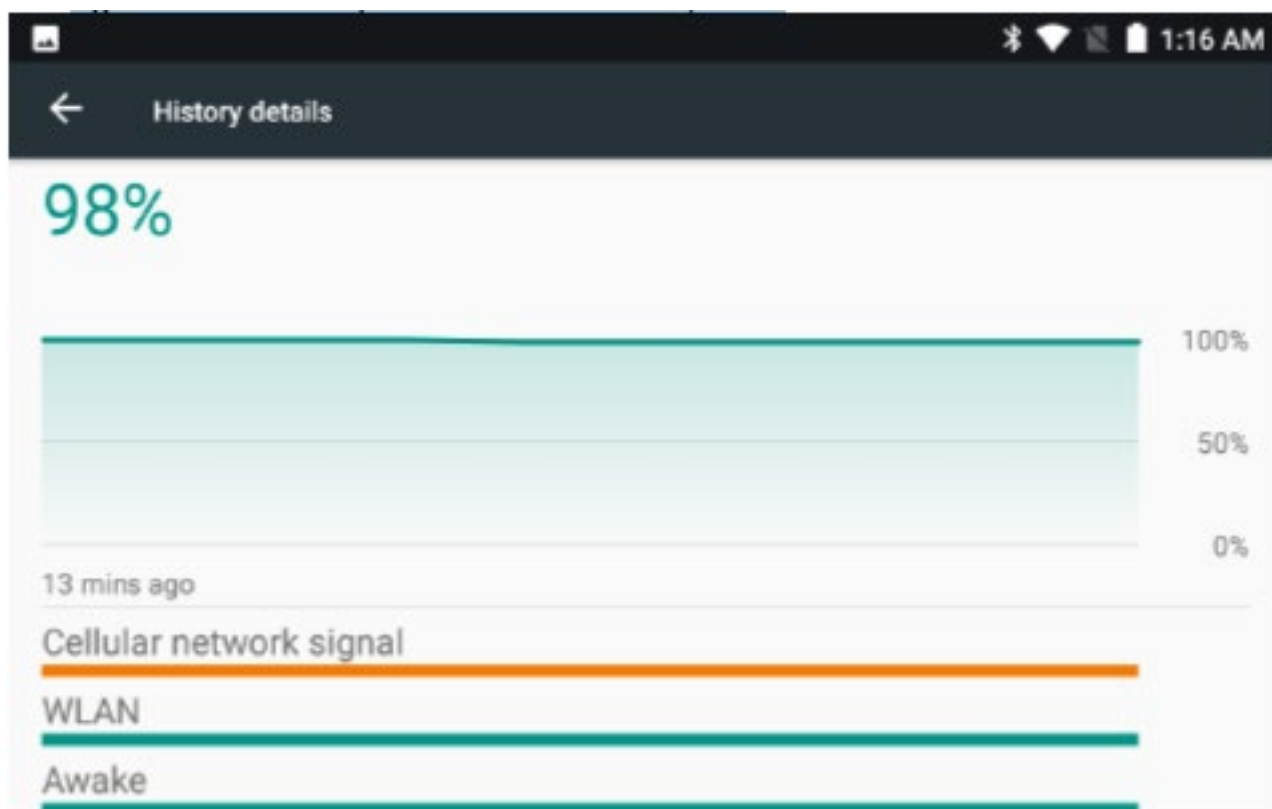 1:16 AM
History details
98%
100%
50%
0%
13 mins ago
Cellular network signal
WLAN
Awake